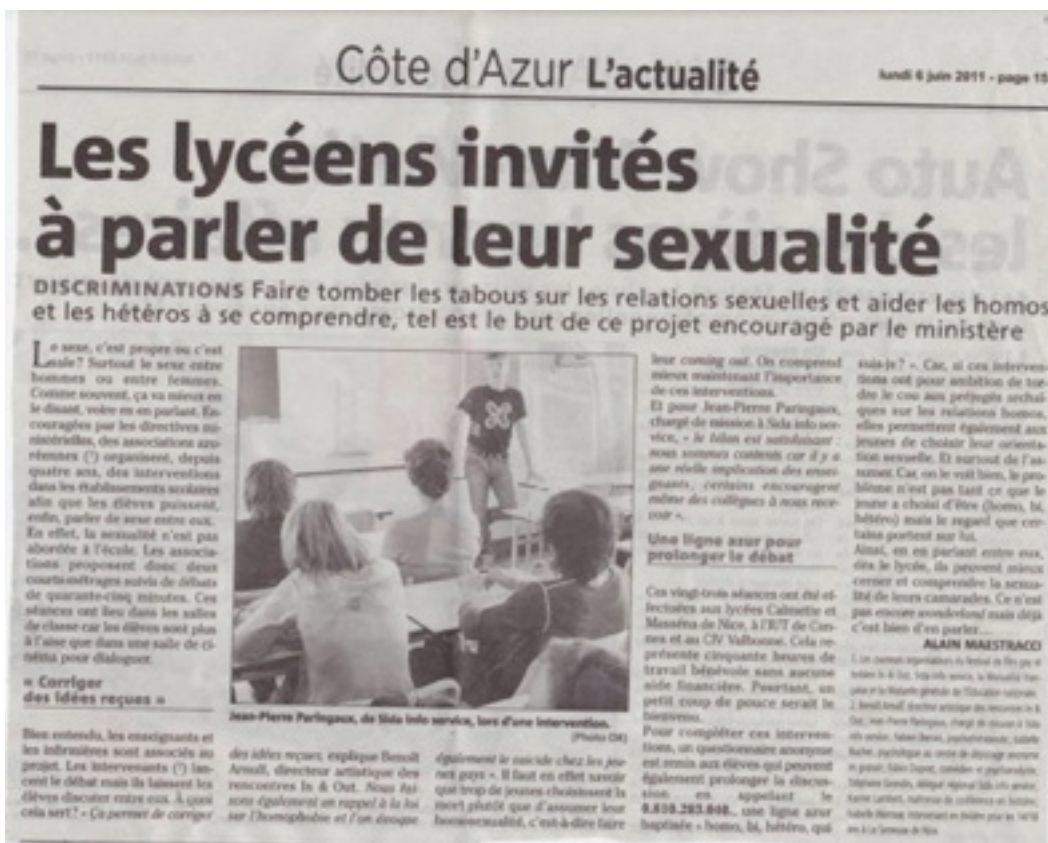 Côte d'Azur L'actualité
lundi 6 juin 2011 - page 15
Les lycéens invités
à parler de leur sexualité
DISCRIMINATIONS Faire tomber les tabous sur les relations sexuelles et aider les homos
et les hétéros à se comprendre, tel est le but de ce projet encouragé par le ministère
Le sexe, c'est propre ou c'est
sale? Surtout le sexe entre
hommes ou entre femmes.
Comme souvent, ça va mieux en
le disant, voire en en parlant. En-
couragées par les directives mi-
nistérielles, des associations azu-
réennes (¹) organisent, depuis
quatre ans, des interventions
dans les établissements scolaires
afin que les élèves puissent,
enfin, parler de sexe entre eux.
En effet, la sexualité n'est pas
abordée à l'école. Les associa-
tions proposent donc deux
courts-métrages suivis de débats
de quarante-cinq minutes. Ces
séances ont lieu dans les salles
de classe car les élèves sont plus
à l'aise que dans une salle de ci-
néma pour dialoguer.
« Corriger
des idées reçues »
Bien entendu, les enseignants et
les infirmières sont associés au
projet. Les intervenants (²) lan-
cent le débat mais ils laissent les
élèves discuter entre eux. À quoi
cela sert? « Ça permet de corriger
Jean-Pierre Paringaux, de Sida info service, lors d'une intervention.
(Photo DR)
des idées reçues, explique Benoît
Arnulf, directeur artistique des
rencontres In & Out. Nous fai-
sons également un rappel à la loi
sur l'homophobie et l'on évoque
également le suicide chez les jeu-
nes gays ». Il faut en effet savoir
que trop de jeunes choisissent la
mort plutôt que d'assumer leur
homosexualité, c'est-à-dire faire
leur coming out. On comprend
mieux maintenant l'importance
de ces interventions.
Et pour Jean-Pierre Paringaux,
chargé de mission à Sida info ser-
vice, « le bilan est satisfaisant :
nous sommes contents car il y a
une réelle implication des ensei-
gnants; certains encouragent
même des collègues à nous rece-
voir ».
Une ligne azur pour
prolonger le débat
Ces vingt-trois séances ont été ef-
fectuées aux lycées Calmette et
Masséna de Nice, à l'IUT de Can-
nes et au CIV Valbonne. Cela re-
présente cinquante heures de
travail bénévole sans aucune
aide financière. Pourtant, un
petit coup de pouce serait le
bienvenu.
Pour compléter ces interven-
tions, un questionnaire anonyme
est remis aux élèves qui peuvent
également prolonger la discus-
sion en appelant le
une ligne azur
baptisée « homo, bi, hétéro, qui
suis-je? ». Car, si ces interven-
tions ont pour ambition de tor-
dre le cou aux préjugés archaï-
ques sur les relations homos,
elles permettent également aux
jeunes de choisir leur orienta-
tion sexuelle. Et surtout de l'as-
sumer. Car, on le voit bien, le pro-
blème n'est pas tant ce que le
jeune a choisi d'être (homo, bi,
hétéro) mais le regard que cer-
tains portent sur lui.
Ainsi, en en parlant entre eux,
dès le lycée, ils peuvent mieux
cerner et comprendre la sexua-
lité de leurs camarades. Ce n'est
pas encore wonderland mais déjà
c'est bien d'en parler...
ALAIN MAESTRACCI